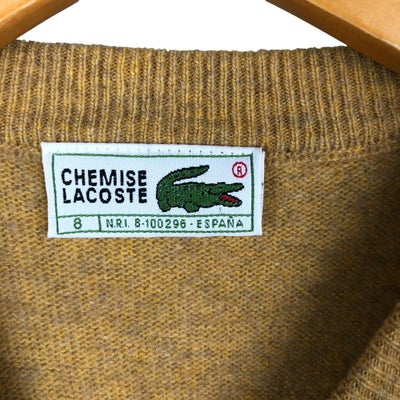 CHEMISE
LACOSTE
®
8 N.R.I. 8-100296 - ESPAÑA